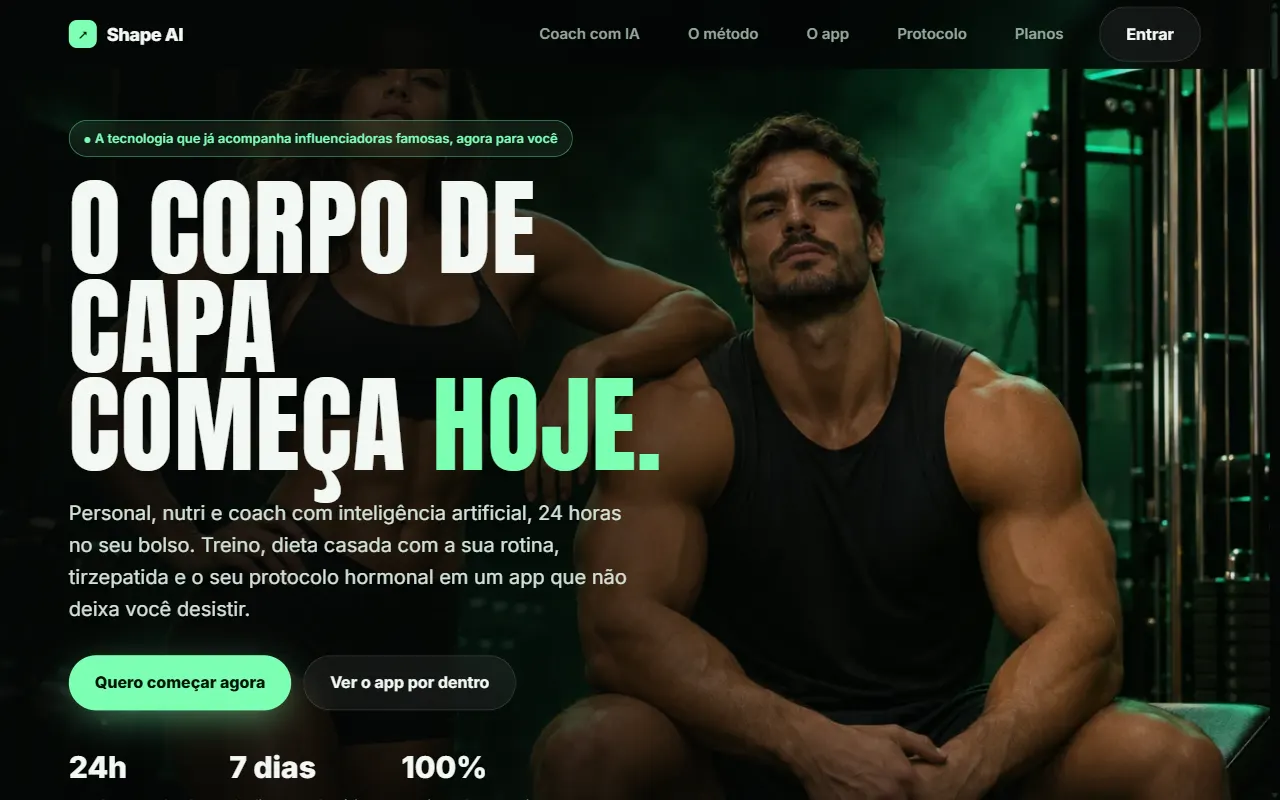 Shape AI
Coach com IA
O método
O app
Protocolo
Planos
Entrar
A tecnologia que já acompanha influenciadoras famosas, agora para você
O CORPO DE
CAPA
COMEÇA HOJE.
Personal, nutri e coach com inteligência artificial, 24 horas
no seu bolso. Treino, dieta casada com a sua rotina,
tirzepatida e o seu protocolo hormonal em um app que não
deixa você desistir.
Quero começar agora
Ver o app por dentro
24h
7 dias
100%